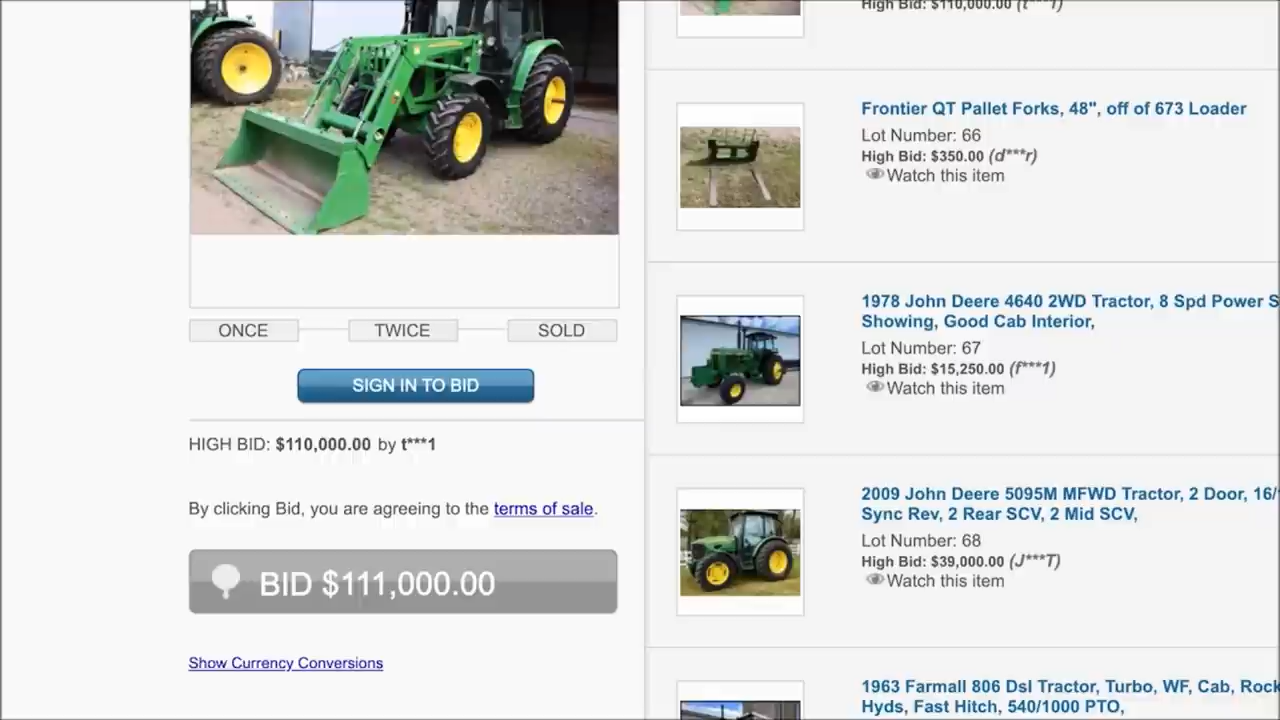 ONCE
TWICE
SOLD
SIGN IN TO BID
HIGH BID: $110,000.00 by t***1
By clicking Bid, you are agreeing to the terms of sale.
BID $111,000.00
Show Currency Conversions
High Bid: $110,000.00 (t***1)
Frontier QT Pallet Forks, 48", off of 673 Loader
Lot Number: 66
High Bid: $350.00 (d***r)
Watch this item
1978 John Deere 4640 2WD Tractor, 8 Spd Power S
Showing, Good Cab Interior,
Lot Number: 67
High Bid: $15,250.00 (f***1)
Watch this item
2009 John Deere 5095M MFWD Tractor, 2 Door, 16/
Sync Rev, 2 Rear SCV, 2 Mid SCV,
Lot Number: 68
High Bid: $39,000.00 (J***T)
Watch this item
1963 Farmall 806 Dsl Tractor, Turbo, WF, Cab, Rock
Hyds, Fast Hitch, 540/1000 PTO,